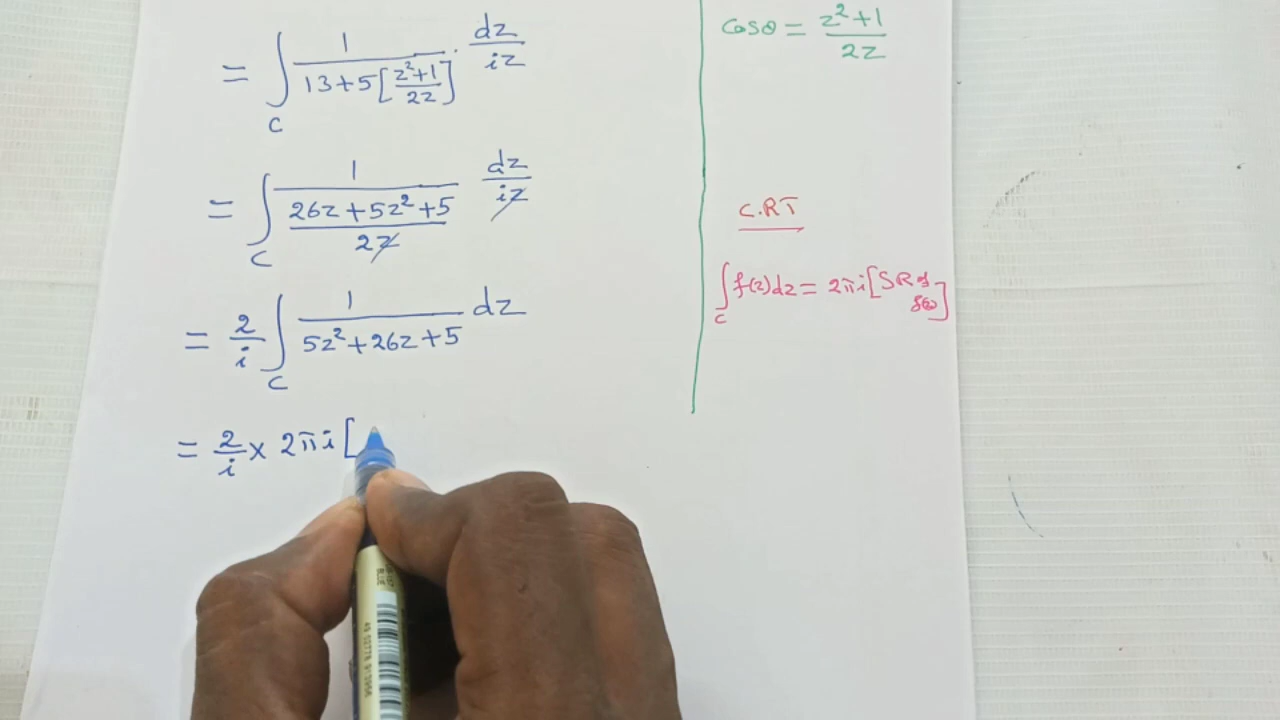 = ∫_C 1/(13+5[(z²+1)/2z]) · dz/iz
= ∫_C 1/((26z+5z²+5)/2z) dz/iz
= 2/i ∫_C 1/(5z²+26z+5) dz
= 2/i × 2πi [
cosθ = (z²+1)/2z
C.RT
∫_C f(z)dz = 2πi[SR of f(z)]